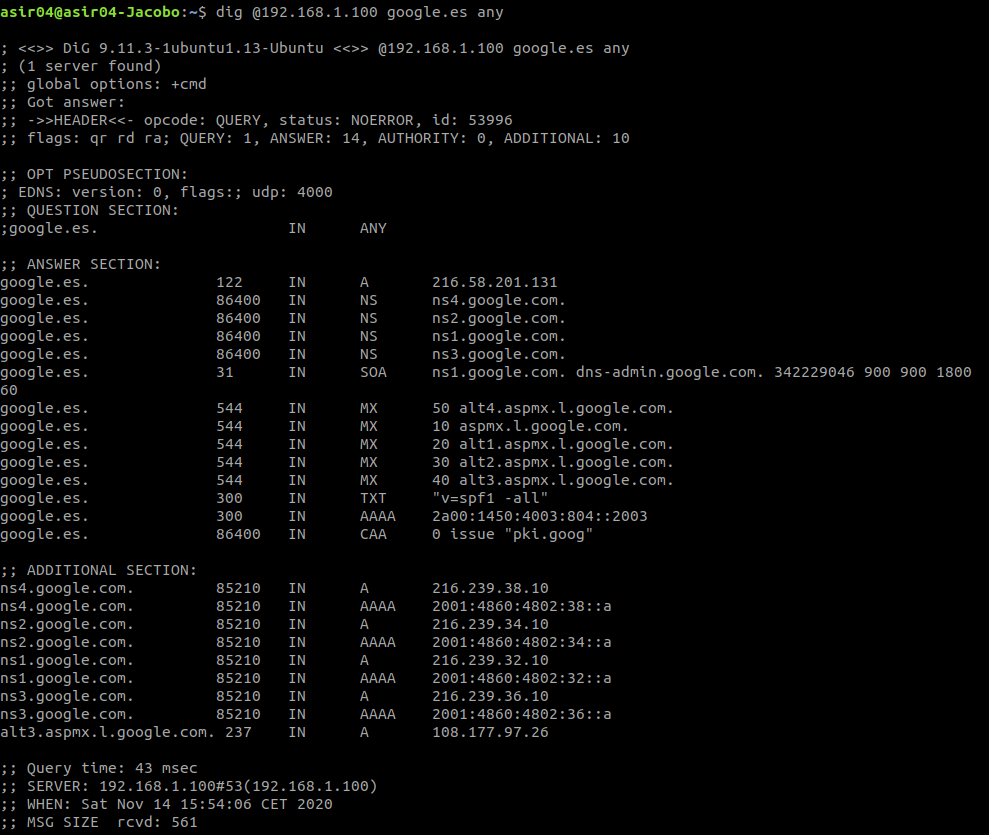 asir04@asir04-Jacobo:~$ dig @192.168.1.100 google.es any

; <<>> DiG 9.11.3-1ubuntu1.13-Ubuntu <<>> @192.168.1.100 google.es any
; (1 server found)
;; global options: +cmd
;; Got answer:
;; ->>HEADER<<- opcode: QUERY, status: NOERROR, id: 53996
;; flags: qr rd ra; QUERY: 1, ANSWER: 14, AUTHORITY: 0, ADDITIONAL: 10

;; OPT PSEUDOSECTION:
; EDNS: version: 0, flags:; udp: 4000
;; QUESTION SECTION:
;google.es.                     IN      ANY

;; ANSWER SECTION:
google.es.              122     IN      A       216.58.201.131
google.es.              86400   IN      NS      ns4.google.com.
google.es.              86400   IN      NS      ns2.google.com.
google.es.              86400   IN      NS      ns1.google.com.
google.es.              86400   IN      NS      ns3.google.com.
google.es.              31      IN      SOA     ns1.google.com. dns-admin.google.com. 342229046 900 900 1800
60
google.es.              544     IN      MX      50 alt4.aspmx.l.google.com.
google.es.              544     IN      MX      10 aspmx.l.google.com.
google.es.              544     IN      MX      20 alt1.aspmx.l.google.com.
google.es.              544     IN      MX      30 alt2.aspmx.l.google.com.
google.es.              544     IN      MX      40 alt3.aspmx.l.google.com.
google.es.              300     IN      TXT     "v=spf1 -all"
google.es.              300     IN      AAAA    2a00:1450:4003:804::2003
google.es.              86400   IN      CAA     0 issue "pki.goog"

;; ADDITIONAL SECTION:
ns4.google.com.         85210   IN      A       216.239.38.10
ns4.google.com.         85210   IN      AAAA    2001:4860:4802:38::a
ns2.google.com.         85210   IN      A       216.239.34.10
ns2.google.com.         85210   IN      AAAA    2001:4860:4802:34::a
ns1.google.com.         85210   IN      A       216.239.32.10
ns1.google.com.         85210   IN      AAAA    2001:4860:4802:32::a
ns3.google.com.         85210   IN      A       216.239.36.10
ns3.google.com.         85210   IN      AAAA    2001:4860:4802:36::a
alt3.aspmx.l.google.com. 237    IN      A       108.177.97.26

;; Query time: 43 msec
;; SERVER: 192.168.1.100#53(192.168.1.100)
;; WHEN: Sat Nov 14 15:54:06 CET 2020
;; MSG SIZE  rcvd: 561